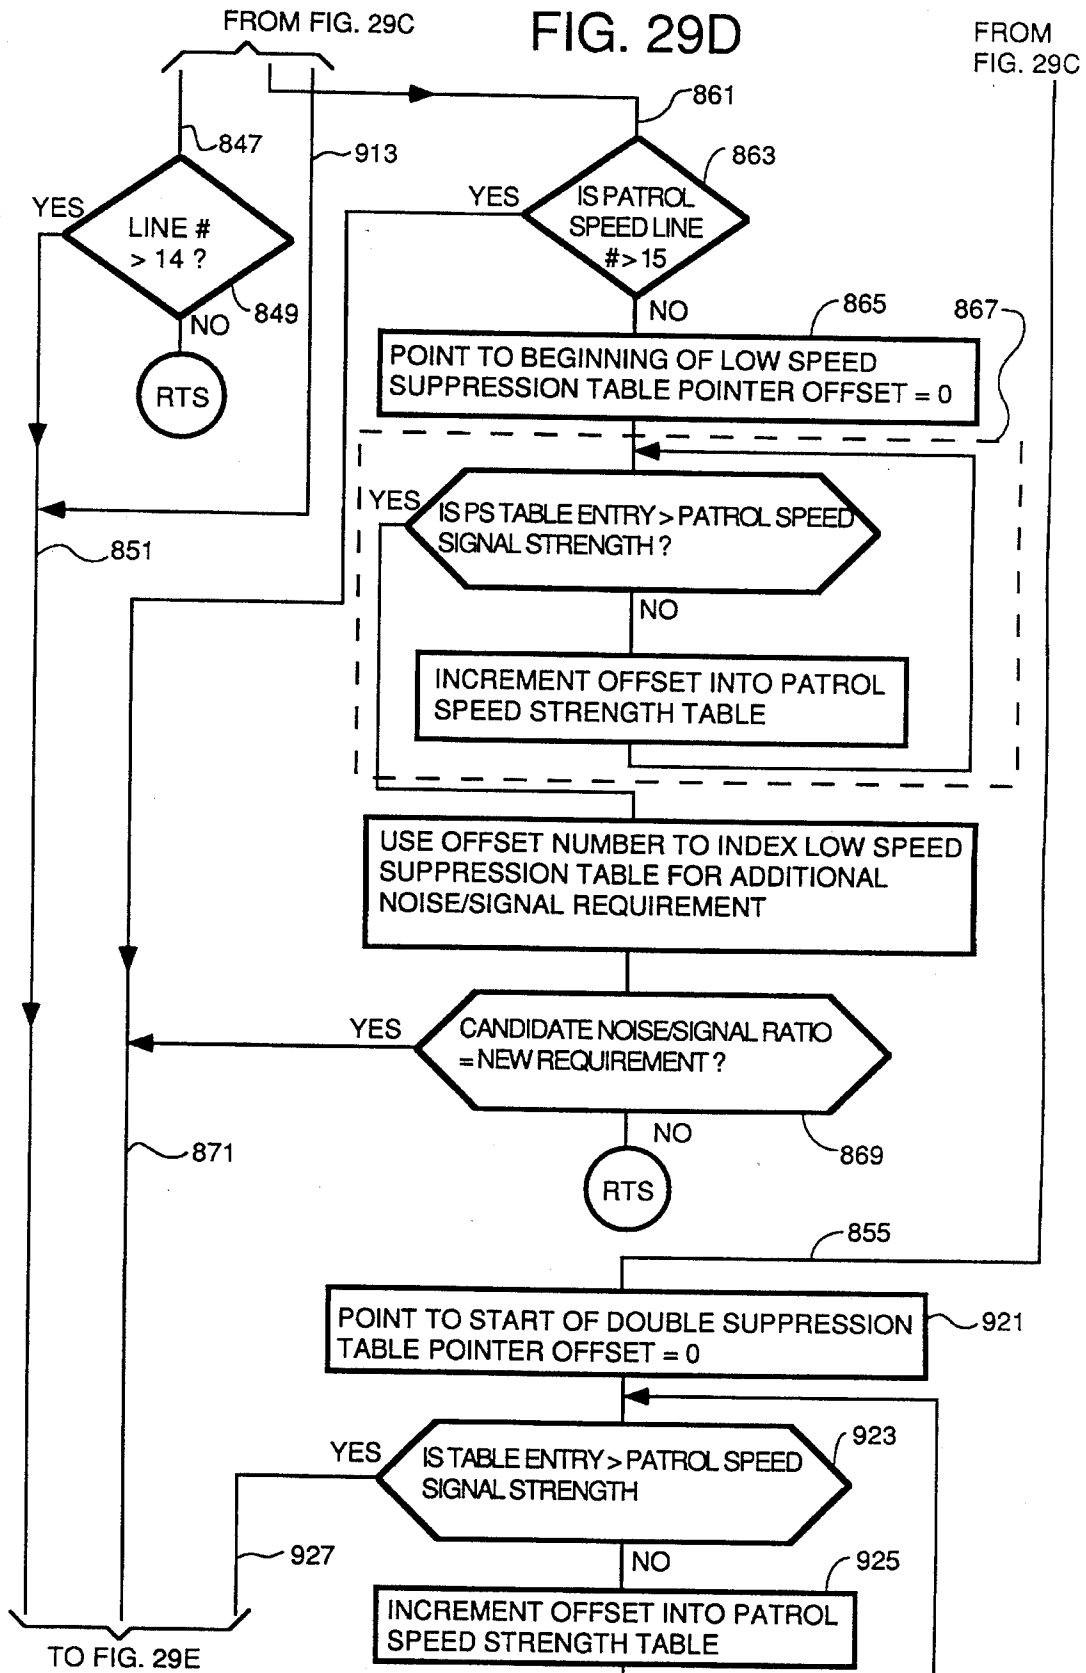 FROM FIG. 29C
FIG. 29D
FROM
FIG. 29C
861
847
913
863
YES
LINE #
> 14 ?
849
NO
RTS
YES
IS PATROL
SPEED LINE
#> 15
NO
865
867
POINT TO BEGINNING OF LOW SPEED
SUPPRESSION TABLE POINTER OFFSET = 0
YES
IS PS TABLE ENTRY > PATROL SPEED
SIGNAL STRENGTH ?
851
NO
INCREMENT OFFSET INTO PATROL
SPEED STRENGTH TABLE
USE OFFSET NUMBER TO INDEX LOW SPEED
SUPPRESSION TABLE FOR ADDITIONAL
NOISE/SIGNAL REQUIREMENT
YES
CANDIDATE NOISE/SIGNAL RATIO
= NEW REQUIREMENT ?
NO
869
871
RTS
855
POINT TO START OF DOUBLE SUPPRESSION
TABLE POINTER OFFSET = 0
921
YES
IS TABLE ENTRY > PATROL SPEED
SIGNAL STRENGTH
923
927
NO
925
INCREMENT OFFSET INTO PATROL
SPEED STRENGTH TABLE
TO FIG. 29E